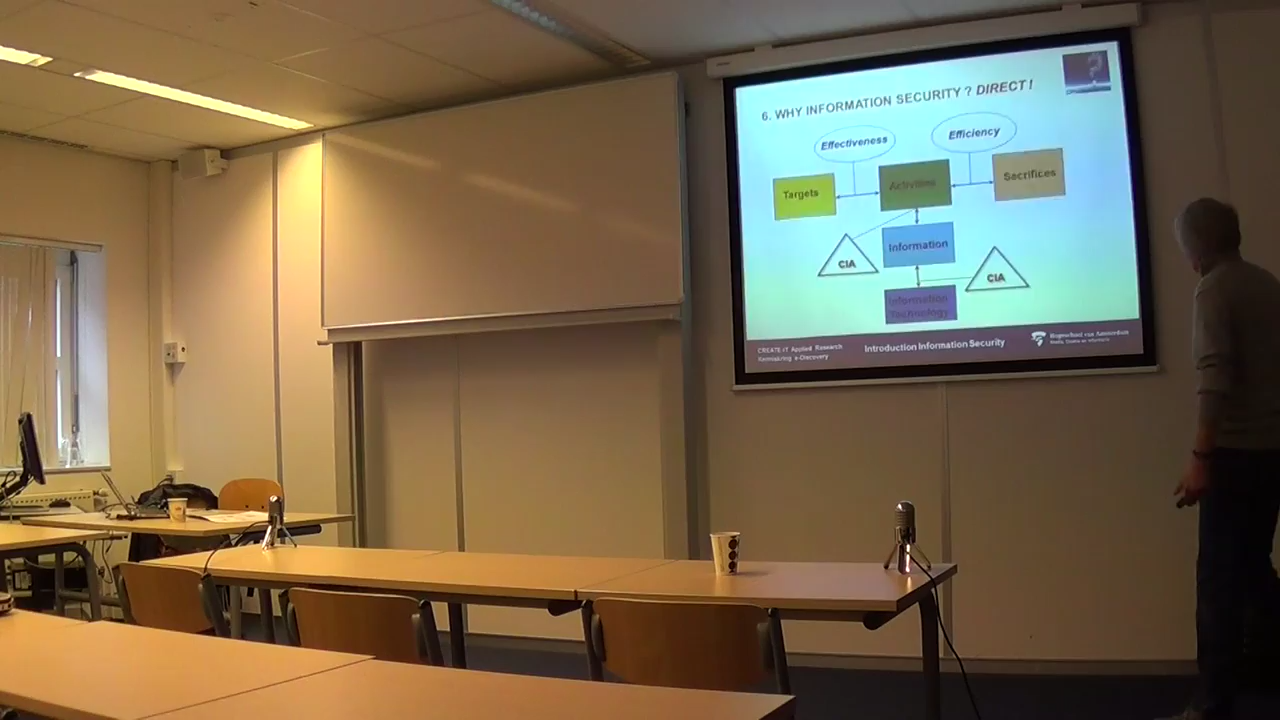 6. WHY INFORMATION SECURITY ? DIRECT !
Effectiveness
Efficiency
Targets
Activities
Sacrifices
Information
CIA
CIA
Information
Technology
CREATE-IT Applied Research
e-Discovery
Introduction Information Security
Hogeschool van Amsterdam